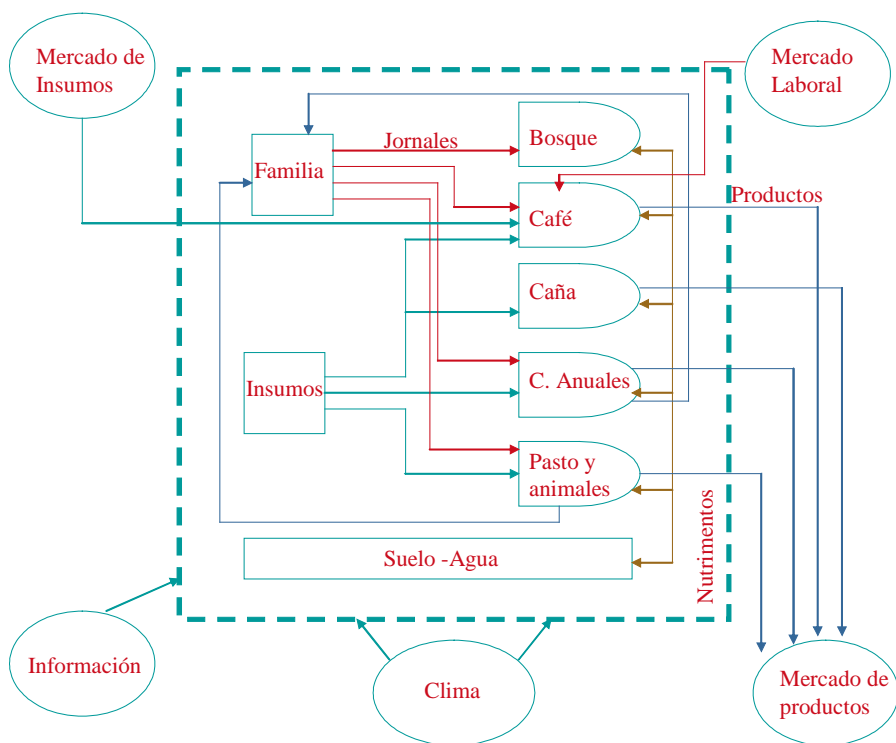 Mercado de
Insumos
Mercado
Laboral
Jornales
Bosque
Familia
Productos
Café
Caña
Insumos
C. Anuales
Pasto y
animales
Nutrimentos
Suelo -Agua
Información
Clima
Mercado de
productos